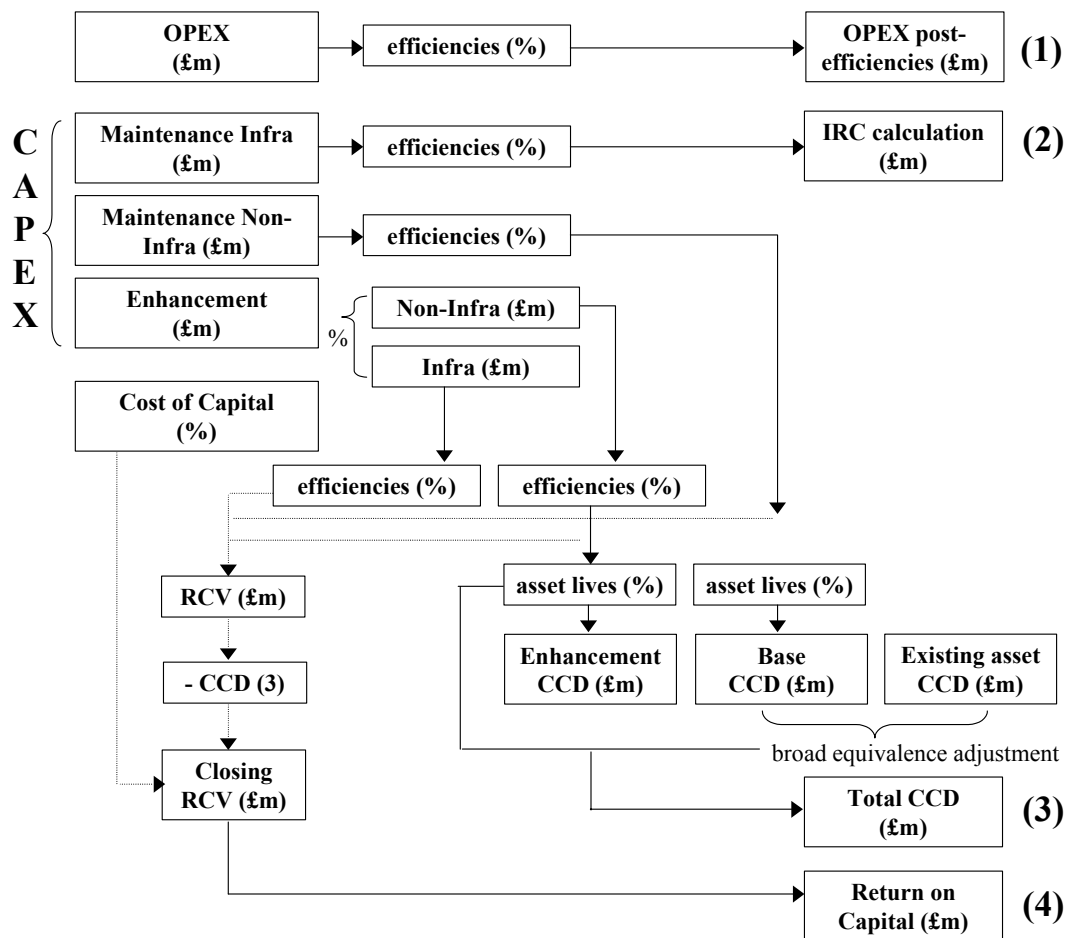 OPEX
(£m)
efficiencies (%)
OPEX post-
efficiencies (£m)
(1)
C
A
P
E
X
Maintenance Infra
(£m)
efficiencies (%)
IRC calculation
(£m)
(2)
Maintenance Non-
Infra (£m)
efficiencies (%)
Enhancement
(£m)
%
Non-Infra (£m)
Infra (£m)
Cost of Capital
(%)
efficiencies (%)
efficiencies (%)
RCV (£m)
asset lives (%)
asset lives (%)
- CCD (3)
Enhancement
CCD (£m)
Base
CCD (£m)
Existing asset
CCD (£m)
broad equivalence adjustment
Closing
RCV (£m)
Total CCD
(£m)
(3)
Return on
Capital (£m)
(4)